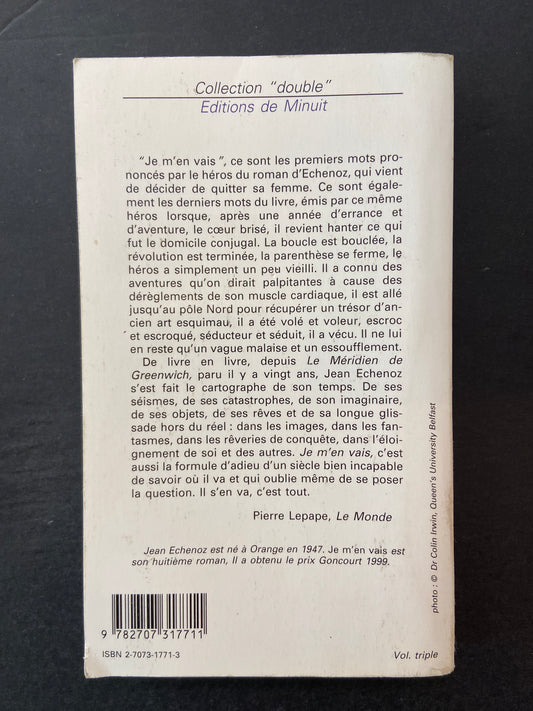 Collection "double"
Editions de Minuit
"Je m'en vais", ce sont les premiers mots pro-
noncés par le héros du roman d'Echenoz, qui vient
de décider de quitter sa femme. Ce sont égale-
ment les derniers mots du livre, émis par ce même
héros lorsque, après une année d'errance et
d'aventure, le cœur brisé, il revient hanter ce qui
fut le domicile conjugal. La boucle est bouclée, la
révolution est terminée, la parenthèse se ferme, le
héros a simplement un peu vieilli. Il a connu des
aventures qu'on dirait palpitantes à cause des
dérèglements de son muscle cardiaque, il est allé
jusqu'au pôle Nord pour récupérer un trésor d'an-
cien art esquimau, il a été volé et voleur, escroc
et escroqué, séducteur et séduit, il a vécu. Il ne lui
en reste qu'un vague malaise et un essoufflement.
De livre en livre, depuis Le Méridien de
Greenwich, paru il y a vingt ans, Jean Echenoz
s'est fait le cartographe de son temps. De ses
séismes, de ses catastrophes, de son imaginaire,
de ses objets, de ses rêves et de sa longue glis-
sade hors du réel : dans les images, dans les fan-
tasmes, dans les rêveries de conquête, dans l'éloi-
gnement de soi et des autres. Je m'en vais, c'est
aussi la formule d'adieu d'un siècle bien incapable
de savoir où il va et qui oublie même de se poser
la question. Il s'en va, c'est tout.
Pierre Lepape, Le Monde
Jean Echenoz est né à Orange en 1947. Je m'en vais est
son huitième roman, Il a obtenu le prix Goncourt 1999.
photo : © Dr Colin Irwin, Queen's University Belfast
9 782707 317711
ISBN 2-7073-1771-3
Vol. triple